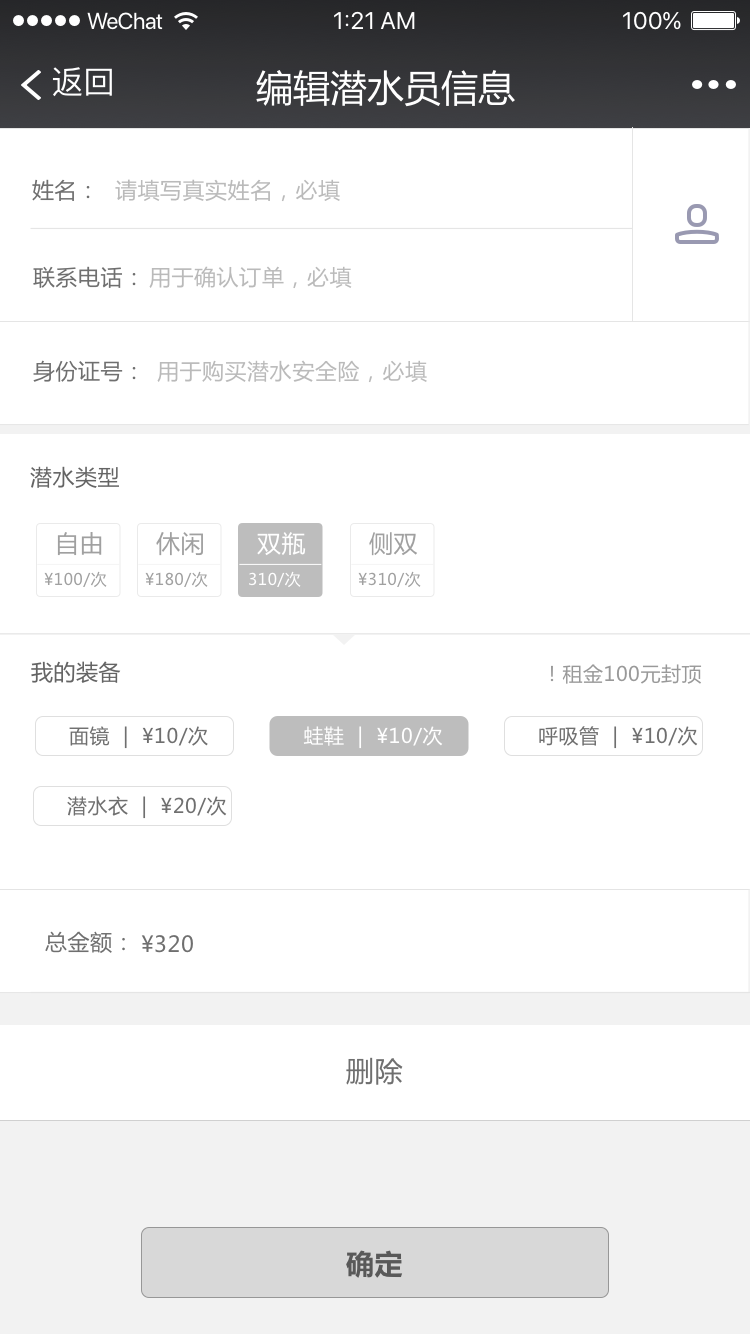 WeChat 1:21 AM 100%
返回 编辑潜水员信息
姓名： 请填写真实姓名，必填
联系电话： 用于确认订单，必填
身份证号： 用于购买潜水安全险，必填
潜水类型
自由 休闲 双瓶 侧双
¥100/次 ¥180/次 310/次 ¥310/次
我的装备 ！租金100元封顶
面镜 | ¥10/次 蛙鞋 | ¥10/次 呼吸管 | ¥10/次
潜水衣 | ¥20/次
总金额： ¥320
删除
确定